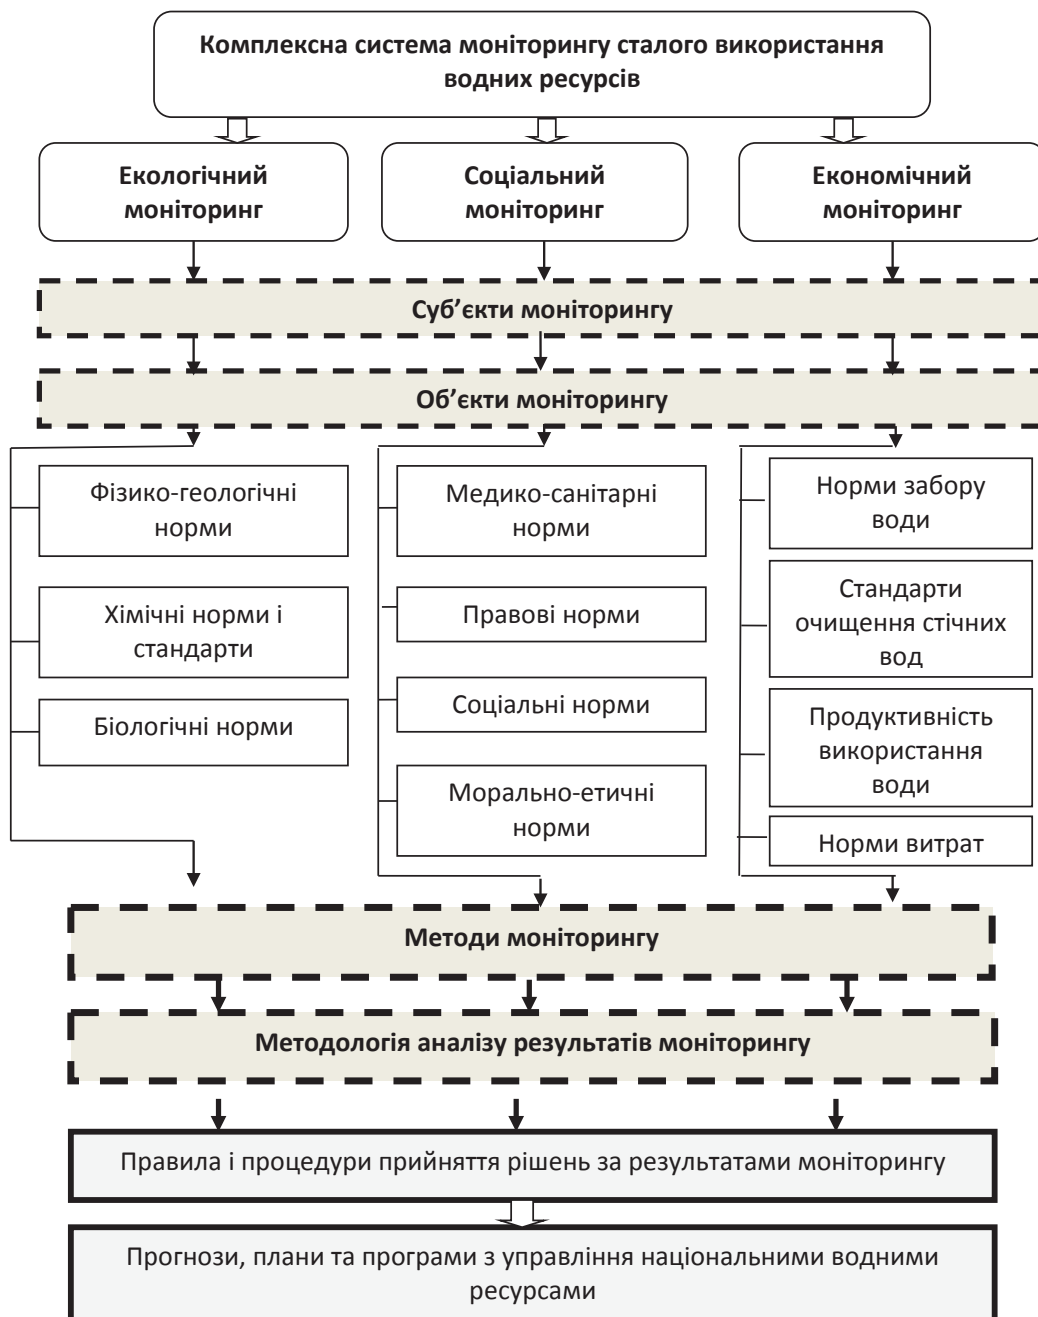 Комплексна система моніторингу сталого використання
водних ресурсів
Екологічний
моніторинг
Соціальний
моніторинг
Економічний
моніторинг
Суб’єкти моніторингу
Об’єкти моніторингу
Фізико-геологічні
норми
Хімічні норми і
стандарти
Біологічні норми
Медико-санітарні
норми
Правові норми
Соціальні норми
Морально-етичні
норми
Норми забору
води
Стандарти
очищення стічних
вод
Продуктивність
використання
води
Норми витрат
Методи моніторингу
Методологія аналізу результатів моніторингу
Правила і процедури прийняття рішень за результатами моніторингу
Прогнози, плани та програми з управління національними водними
ресурсами